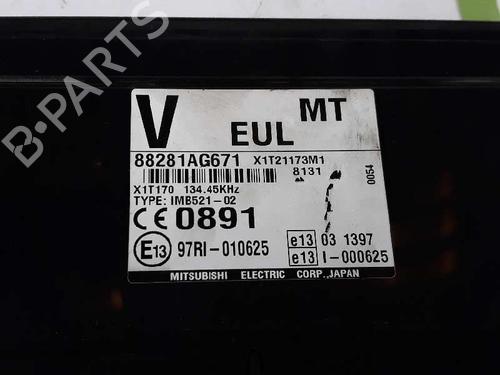 V
EUL
MT
88281AG671 X1T21173M1
8131
0054
X1T170 134.45KHz
TYPE: IMB521-02
CE 0891
E13 97RI-010625
e13 03 1397
e13 I-000625
MITSUBISHI ELECTRIC CORP.,JAPAN
B-PARTS